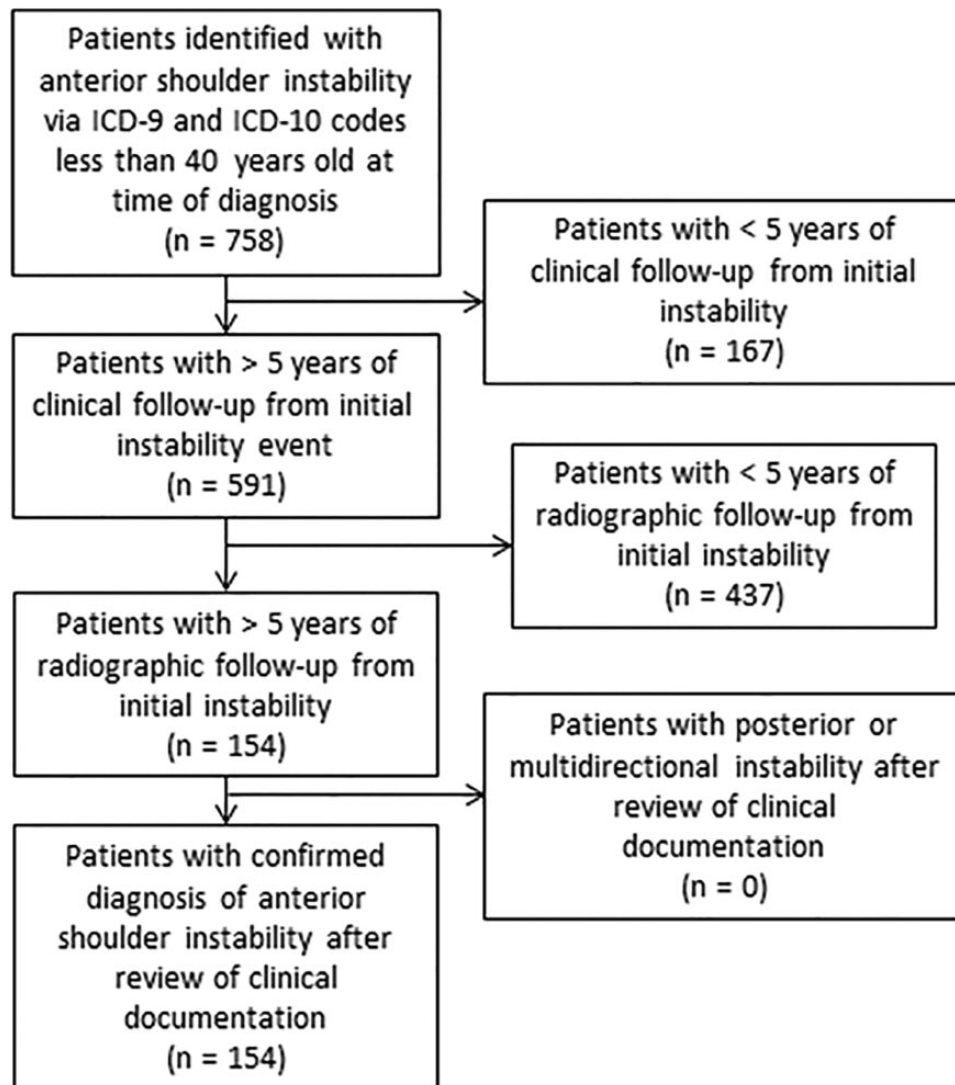 Patients identified with
anterior shoulder instability
via ICD-9 and ICD-10 codes
less than 40 years old at
time of diagnosis
(n = 758)
Patients with < 5 years of
clinical follow-up from initial
instability
(n = 167)
Patients with > 5 years of
clinical follow-up from initial
instability event
(n = 591)
Patients with < 5 years of
radiographic follow-up from
initial instability
(n = 437)
Patients with > 5 years of
radiographic follow-up from
initial instability
(n = 154)
Patients with posterior or
multidirectional instability after
review of clinical
documentation
(n = 0)
Patients with confirmed
diagnosis of anterior
shoulder instability after
review of clinical
documentation
(n = 154)